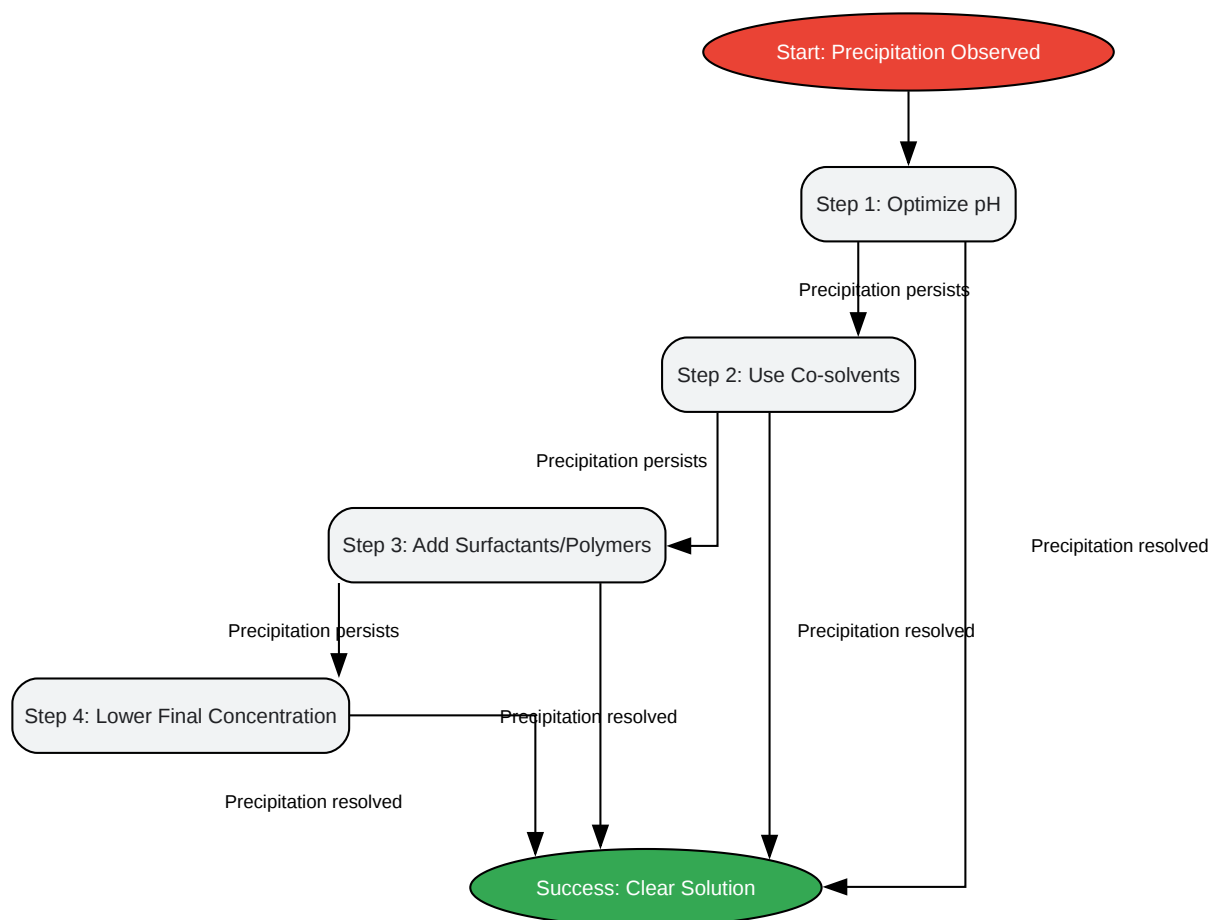 Start: Precipitation Observed
Step 1: Optimize pH
Precipitation persists
Step 2: Use Co-solvents
Precipitation persists
Step 3: Add Surfactants/Polymers
Precipitation resolved
Precipitation persists
Precipitation resolved
Step 4: Lower Final Concentration
Precipitation resolved
Precipitation resolved
Success: Clear Solution